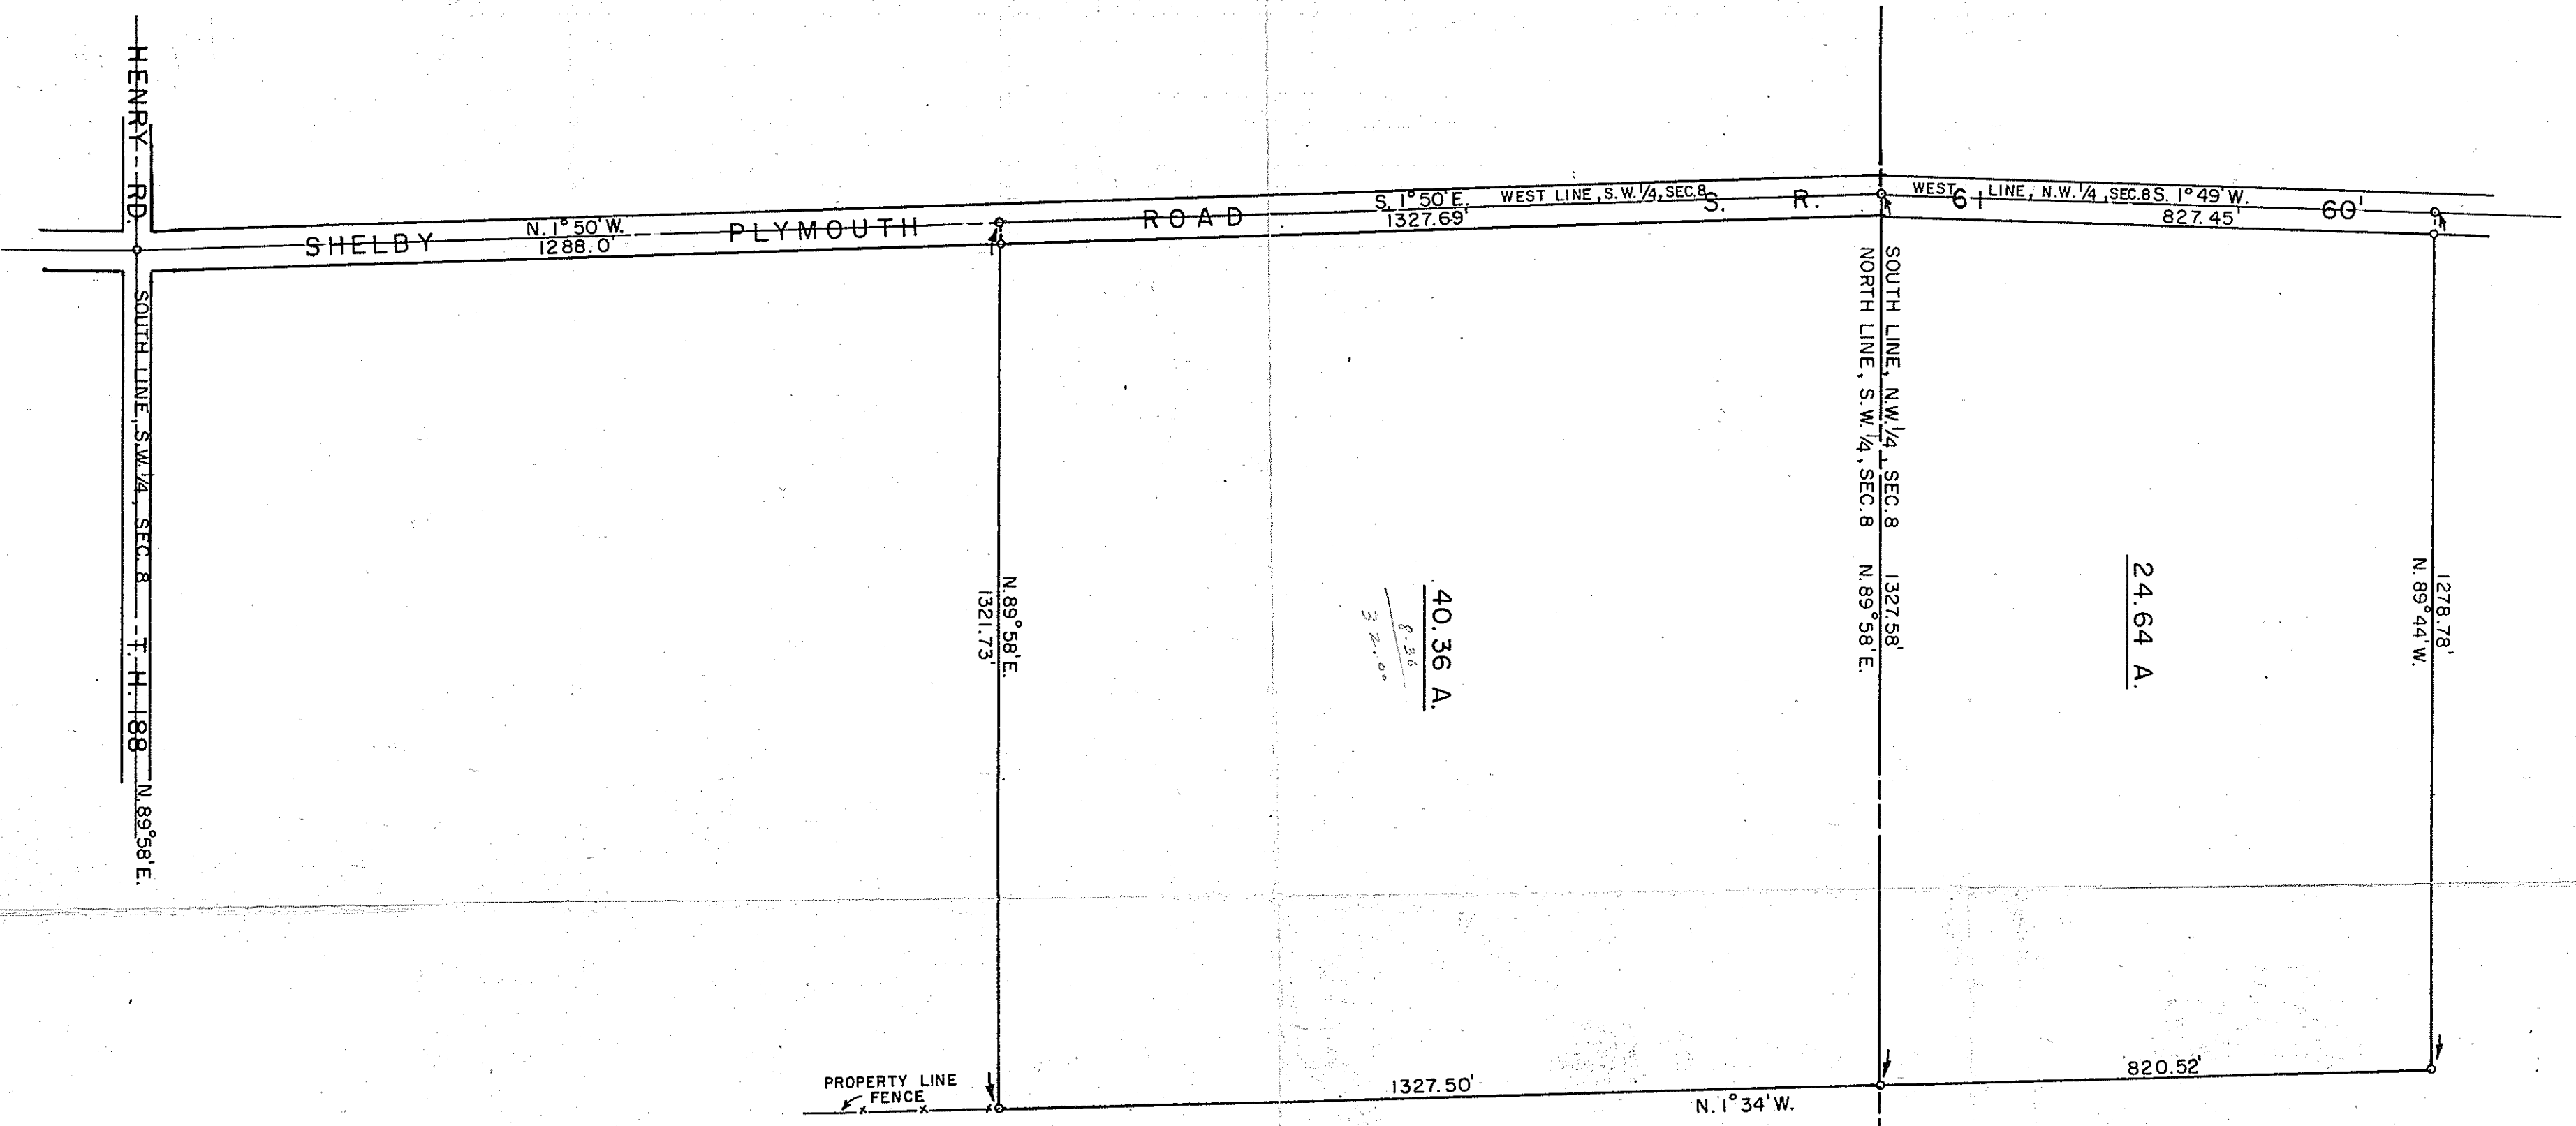 HENRY RD.
SHELBY PLYMOUTH ROAD S. R. 61 60'
N. 1° 50' W.
1288.0'
S. 1° 50' E.
1327.69'
WEST LINE, S.W. 1/4, SEC. 8
WEST LINE, N.W. 1/4, SEC. 8 S. 1° 49' W.
827.45'
SOUTH LINE, S.W. 1/4, SEC. 8 T. H. 188 N. 89° 58' E.
N. 89° 58' E.
1321.73'
40.36 A.
8.36
32.00
SOUTH LINE, N.W. 1/4, SEC. 8 1327.58'
NORTH LINE, S.W. 1/4, SEC. 8 N. 89° 58' E.
24.64 A.
1278.78'
N. 89° 44' W.
PROPERTY LINE
FENCE
1327.50'
N. 1° 34' W.
820.52'